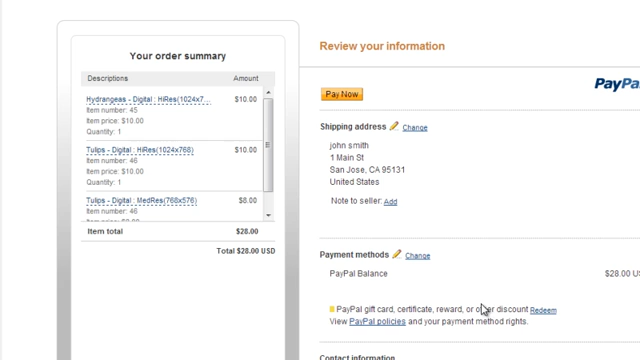 Your order summary
Descriptions Amount
Hydrangeas - Digital : HiRes(1024x7... $10.00
Item number: 45
Item price: $10.00
Quantity: 1
Tulips - Digital : HiRes(1024x768) $10.00
Item number: 46
Item price: $10.00
Quantity: 1
Tulips - Digital : MedRes(768x576) $8.00
Item number: 46
Item total $28.00
Total $28.00 USD
Review your information
PayPal
Pay Now
Shipping address Change
john smith
1 Main St
San Jose, CA 95131
United States
Note to seller: Add
Payment methods Change
PayPal Balance $28.00 US
PayPal gift card, certificate, reward, or other discount Redeem
View PayPal policies and your payment method rights.
Contact information